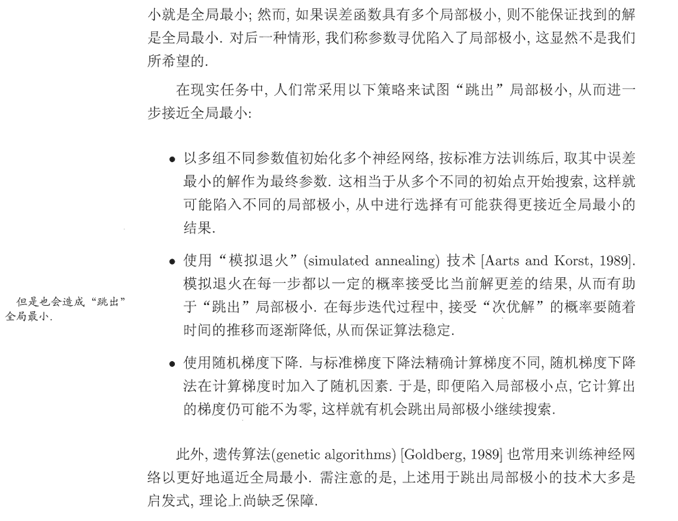 小就是全局最小; 然而, 如果误差函数具有多个局部极小, 则不能保证找到的解
是全局最小. 对后一种情形, 我们称参数寻优陷入了局部极小, 这显然不是我们
所希望的.
在现实任务中, 人们常采用以下策略来试图“跳出”局部极小, 从而进一
步接近全局最小:
● 以多组不同参数值初始化多个神经网络, 按标准方法训练后, 取其中误差
最小的解作为最终参数. 这相当于从多个不同的初始点开始搜索, 这样就
可能陷入不同的局部极小, 从中进行选择有可能获得更接近全局最小的
结果.
● 使用“模拟退火”(simulated annealing) 技术 [Aarts and Korst, 1989].
模拟退火在每一步都以一定的概率接受比当前解更差的结果, 从而有助
于“跳出”局部极小. 在每步迭代过程中, 接受“次优解”的概率要随着
时间的推移而逐渐降低, 从而保证算法稳定.
但是也会造成“跳出”
全局最小.
● 使用随机梯度下降. 与标准梯度下降法精确计算梯度不同, 随机梯度下降
法在计算梯度时加入了随机因素. 于是, 即便陷入局部极小点, 它计算出
的梯度仍可能不为零, 这样就有机会跳出局部极小继续搜索.
此外, 遗传算法(genetic algorithms) [Goldberg, 1989] 也常用来训练神经网
络以更好地逼近全局最小. 需注意的是, 上述用于跳出局部极小的技术大多是
启发式, 理论上尚缺乏保障.